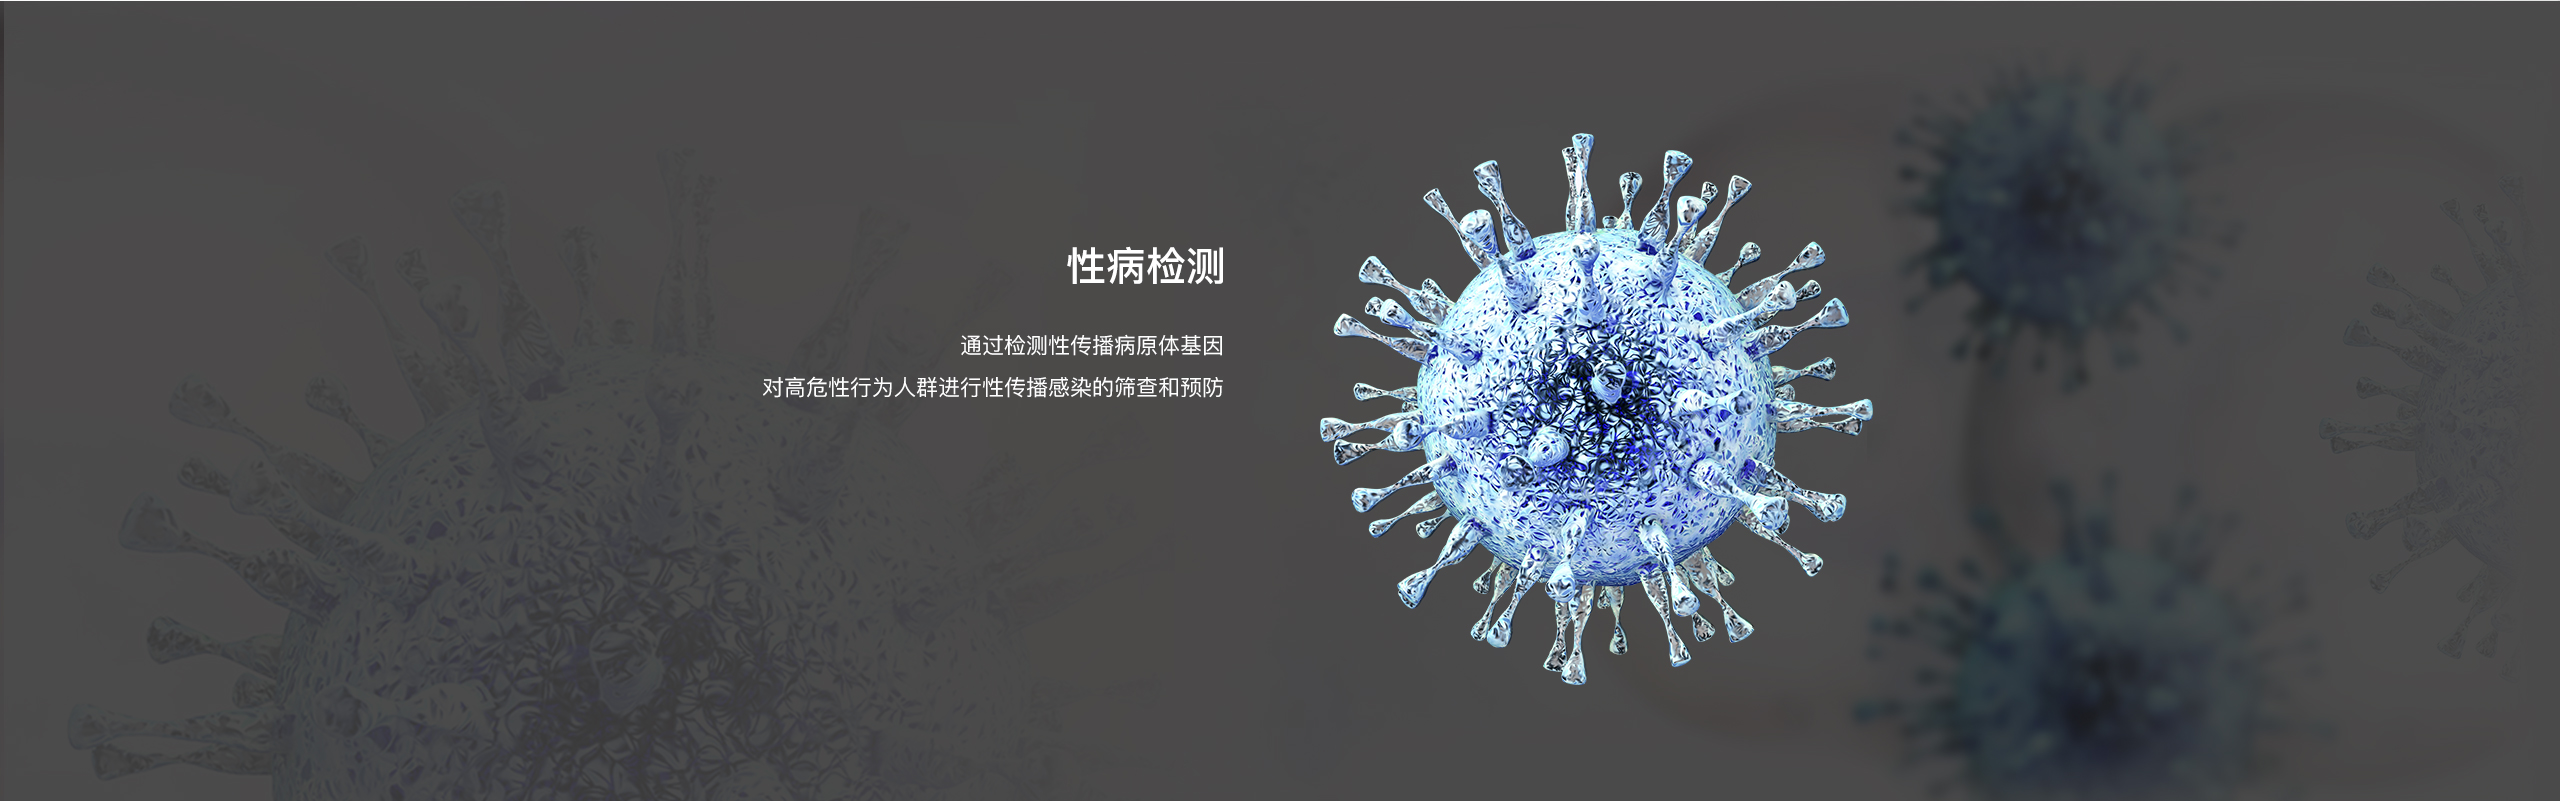 性病检测
通过检测性传播病原体基因
对高危性行为人群进行性传播感染的筛查和预防